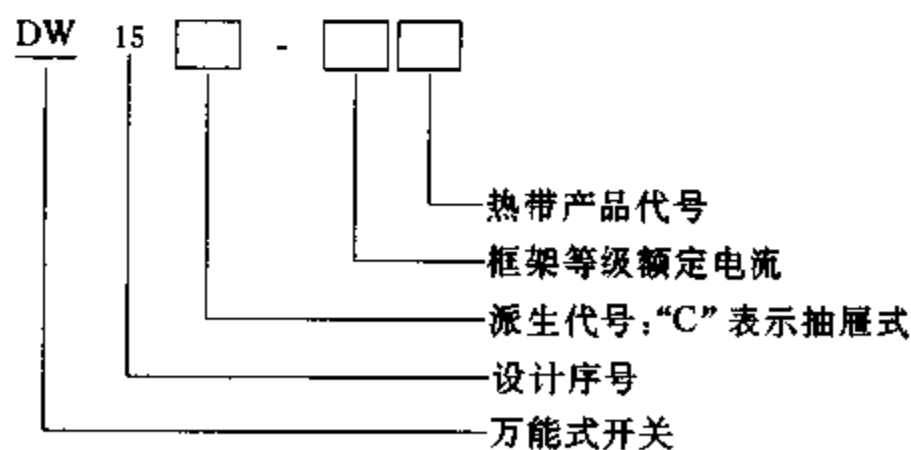 DW 15 -
热带产品代号
框架等级额定电流
派生代号;“C”表示抽屉式
设计序号
万能式开关